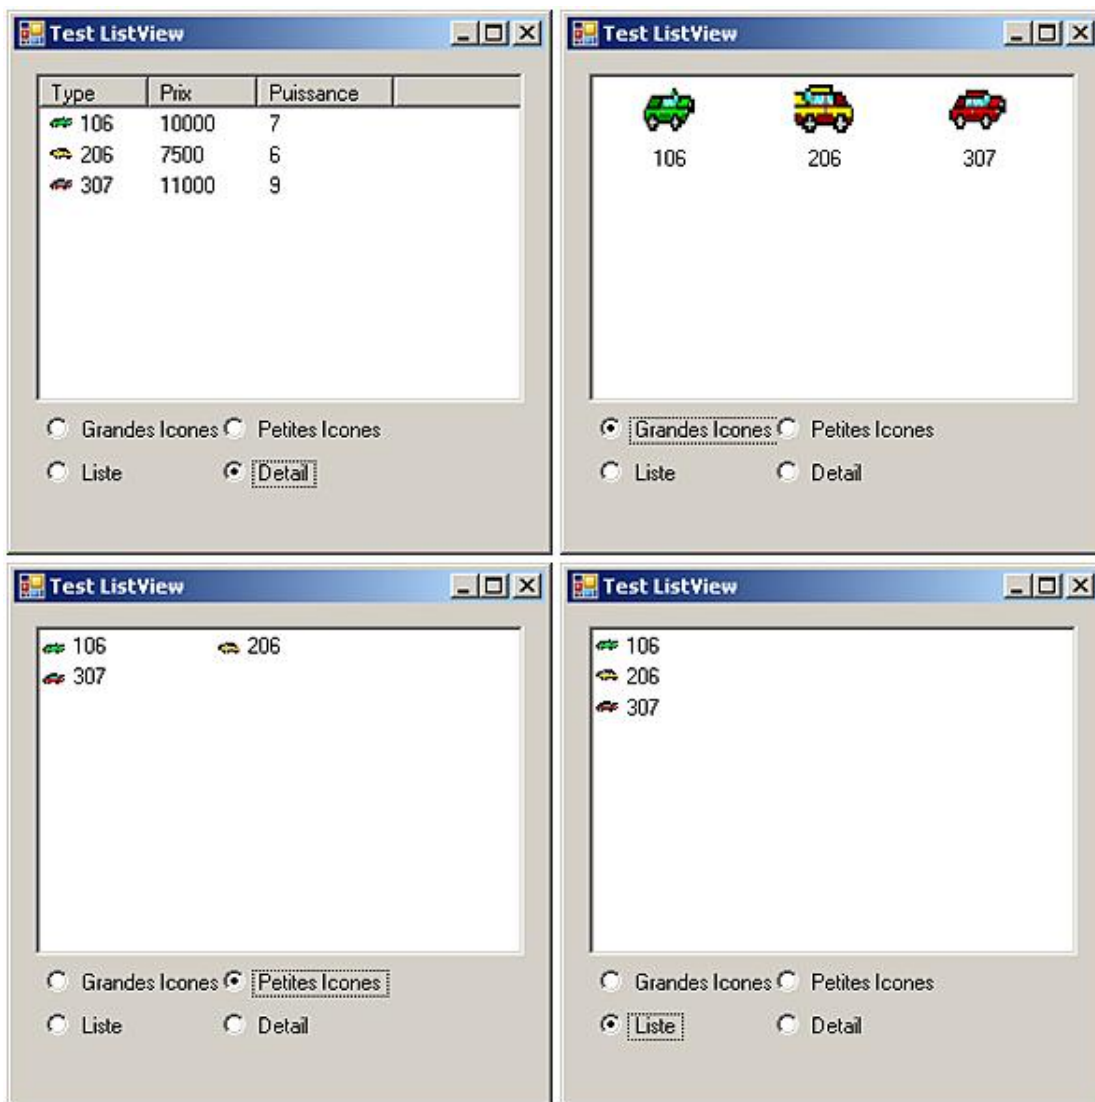 Test ListView
Type Prix Puissance
106 10000 7
206 7500 6
307 11000 9
Grandes Icones Petites Icones
Liste Detail
Test ListView
106 206 307
Grandes Icones Petites Icones
Liste Detail
Test ListView
106 206
307
Grandes Icones Petites Icones
Liste Detail
Test ListView
106
206
307
Grandes Icones Petites Icones
Liste Detail